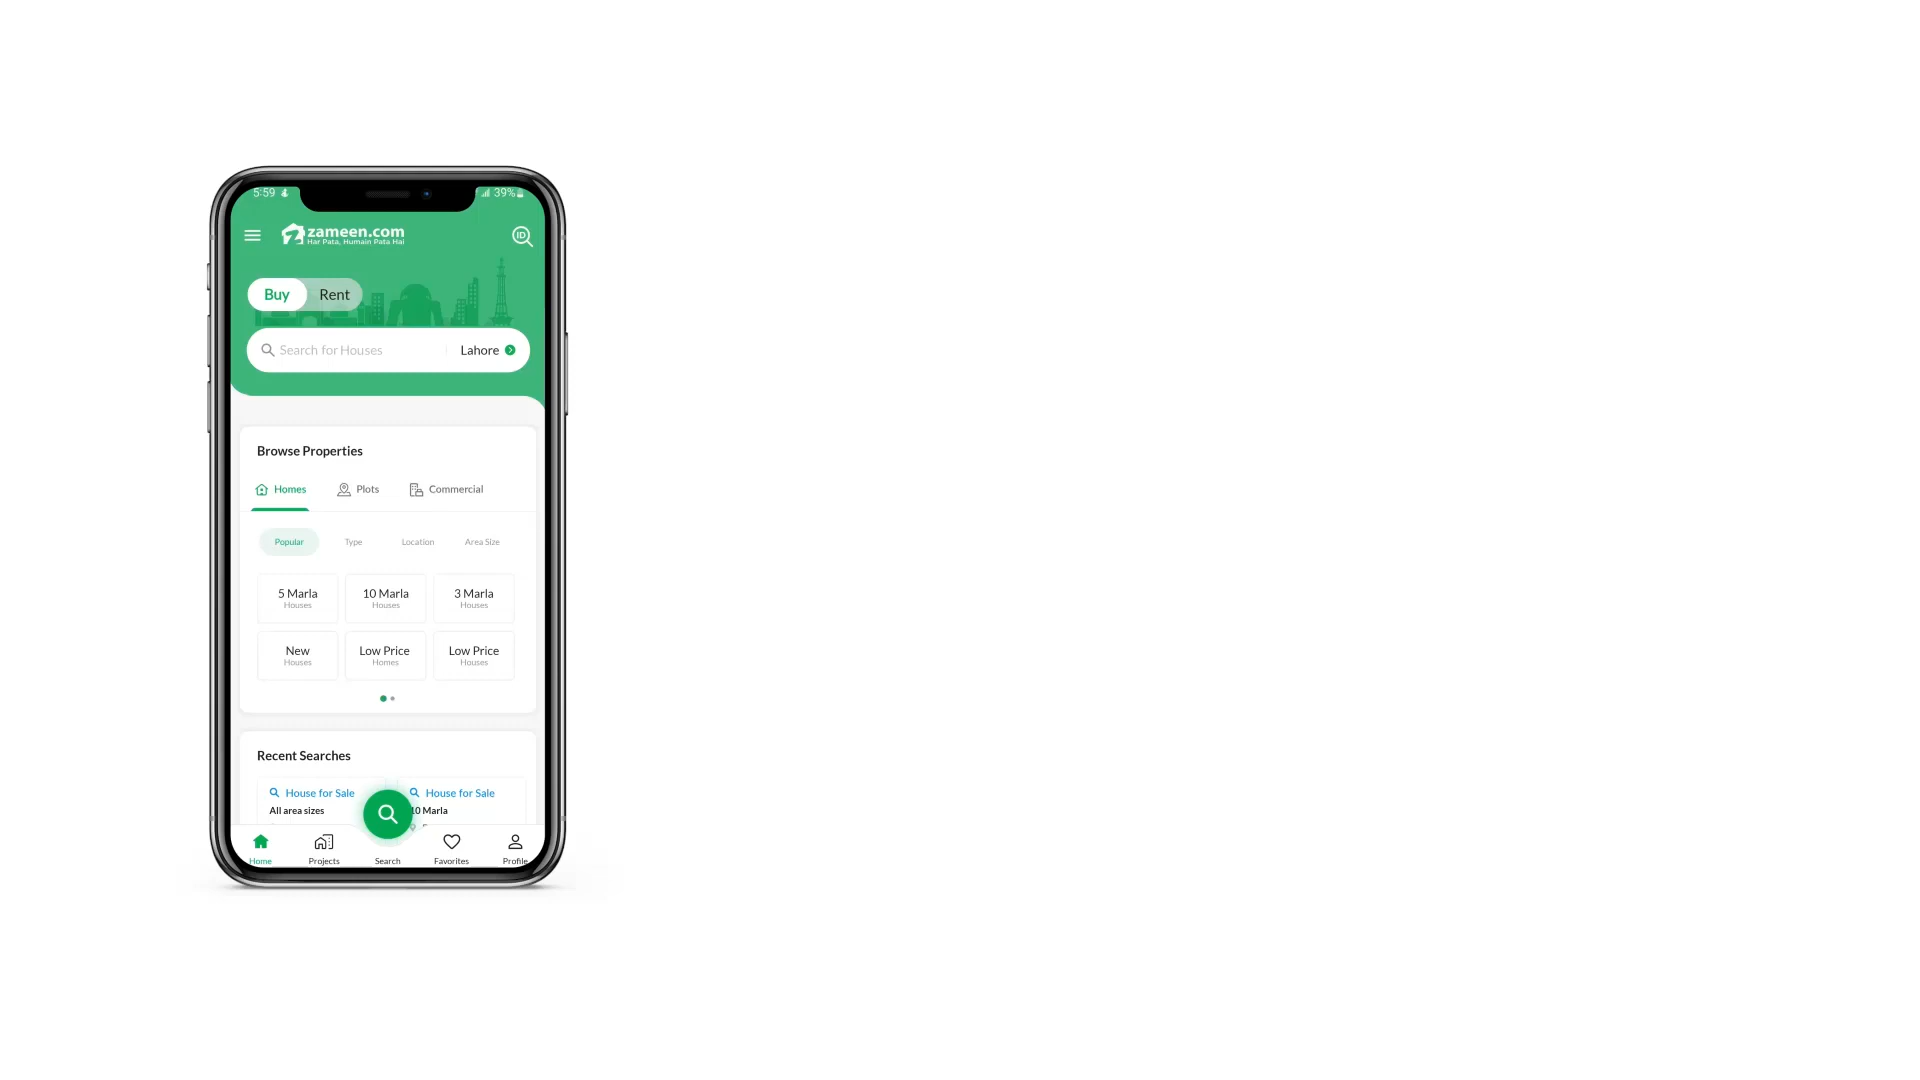 5:59
39%
zameen.com
Har Pata, Humain Pata Hai
ID
Buy
Rent
Search for Houses
Lahore
Browse Properties
Homes
Plots
Commercial
Popular
Type
Location
Area Size
5 Marla
Houses
10 Marla
Houses
3 Marla
Houses
New
Houses
Low Price
Homes
Low Price
Houses
Recent Searches
House for Sale
All area sizes
House for Sale
10 Marla
Home
Projects
Search
Favorites
Profile